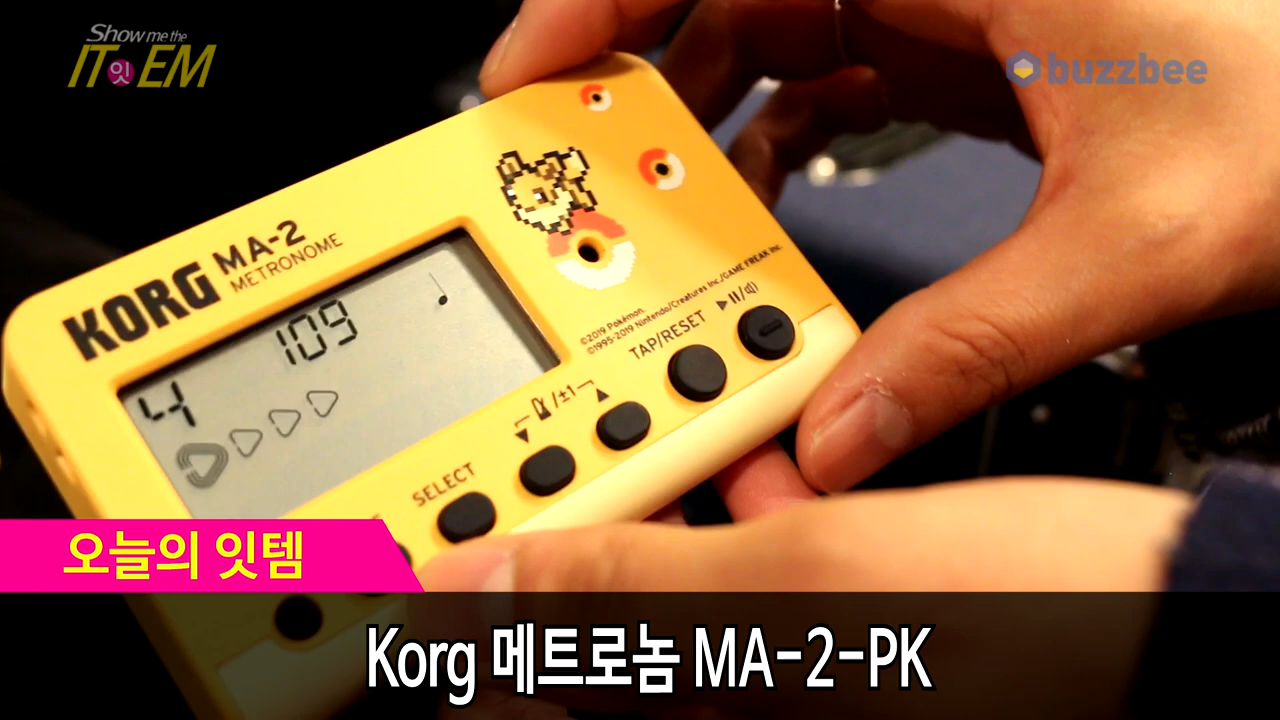 Show me the
IT잇EM
buzzbee
KORG MA-2
METRONOME
109
4
©2019 Pokémon.
©1995-2019 Nintendo/Creatures Inc./GAME FREAK inc.
TAP/RESET
/±1
SELECT
오늘의 잇템
Korg 메트로놈 MA-2-PK